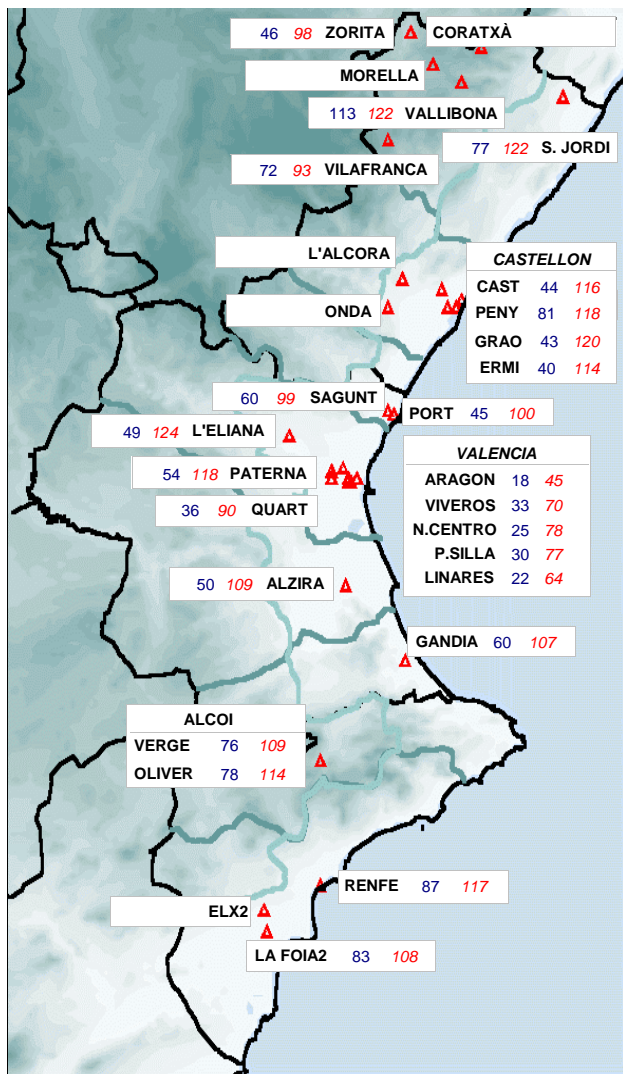 46 98 ZORITA
CORATXÀ
MORELLA
113 122 VALLIBONA
77 122 S. JORDI
72 93 VILAFRANCA
L'ALCORA
CASTELLON
CAST 44 116
PENY 81 118
GRAO 43 120
ERMI 40 114
ONDA
60 99 SAGUNT
PORT 45 100
49 124 L'ELIANA
54 118 PATERNA
36 90 QUART
VALENCIA
ARAGON 18 45
VIVEROS 33 70
N.CENTRO 25 78
P.SILLA 30 77
LINARES 22 64
50 109 ALZIRA
GANDIA 60 107
ALCOI
VERGE 76 109
OLIVER 78 114
RENFE 87 117
ELX2
LA FOIA2 83 108